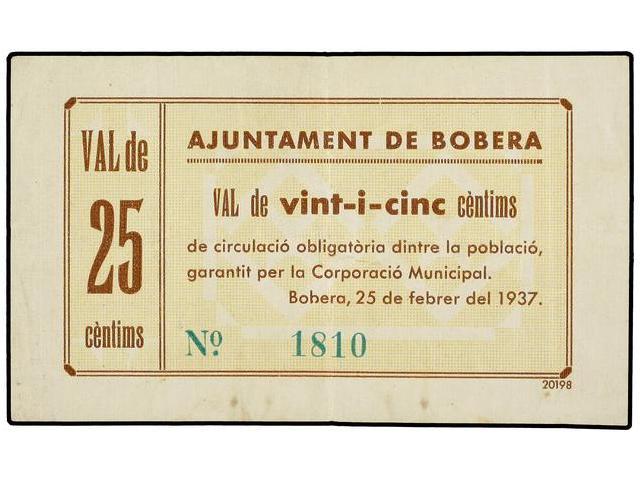 VAL de
25
cèntims
AJUNTAMENT DE BOBERA
VAL de vint-i-cinc cèntims
de circulació obligatòria dintre la població,
garantit per la Corporació Municipal.
Bobera, 25 de febrer del 1937.
Nº 1810
20198